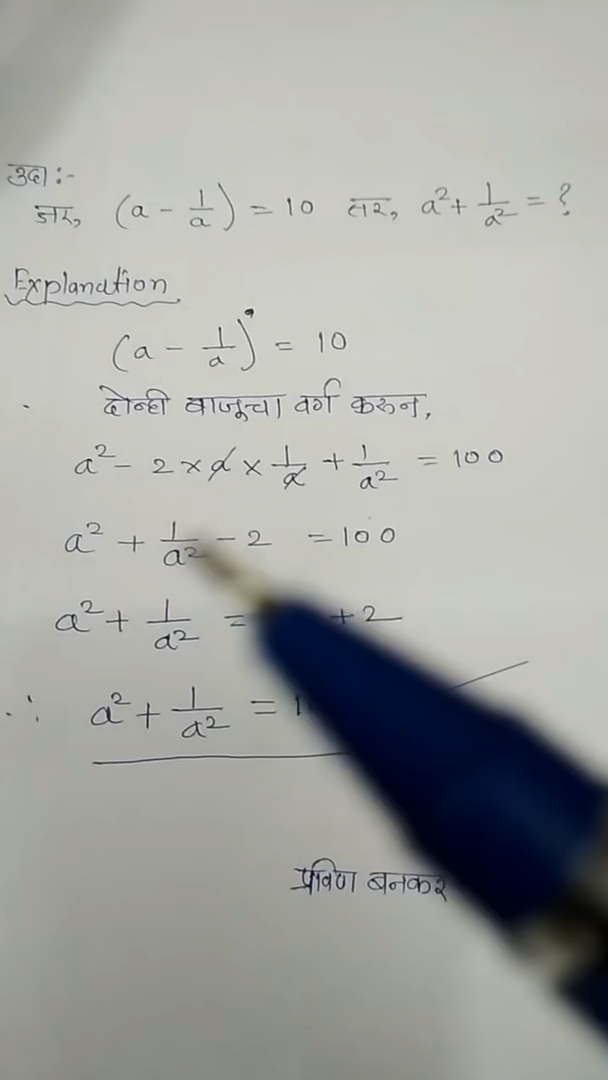 उदा:-
जर, (a - 1/a) = 10 तर, a² + 1/a² = ?
Explanation
(a - 1/a) = 10
दोन्ही बाजूचा वर्ग करुन,
a² - 2 × a × 1/a + 1/a² = 100
a² + 1/a² - 2 = 100
a² + 1/a² = +2
∴ a² + 1/a² = 1
प्रविण बनकर